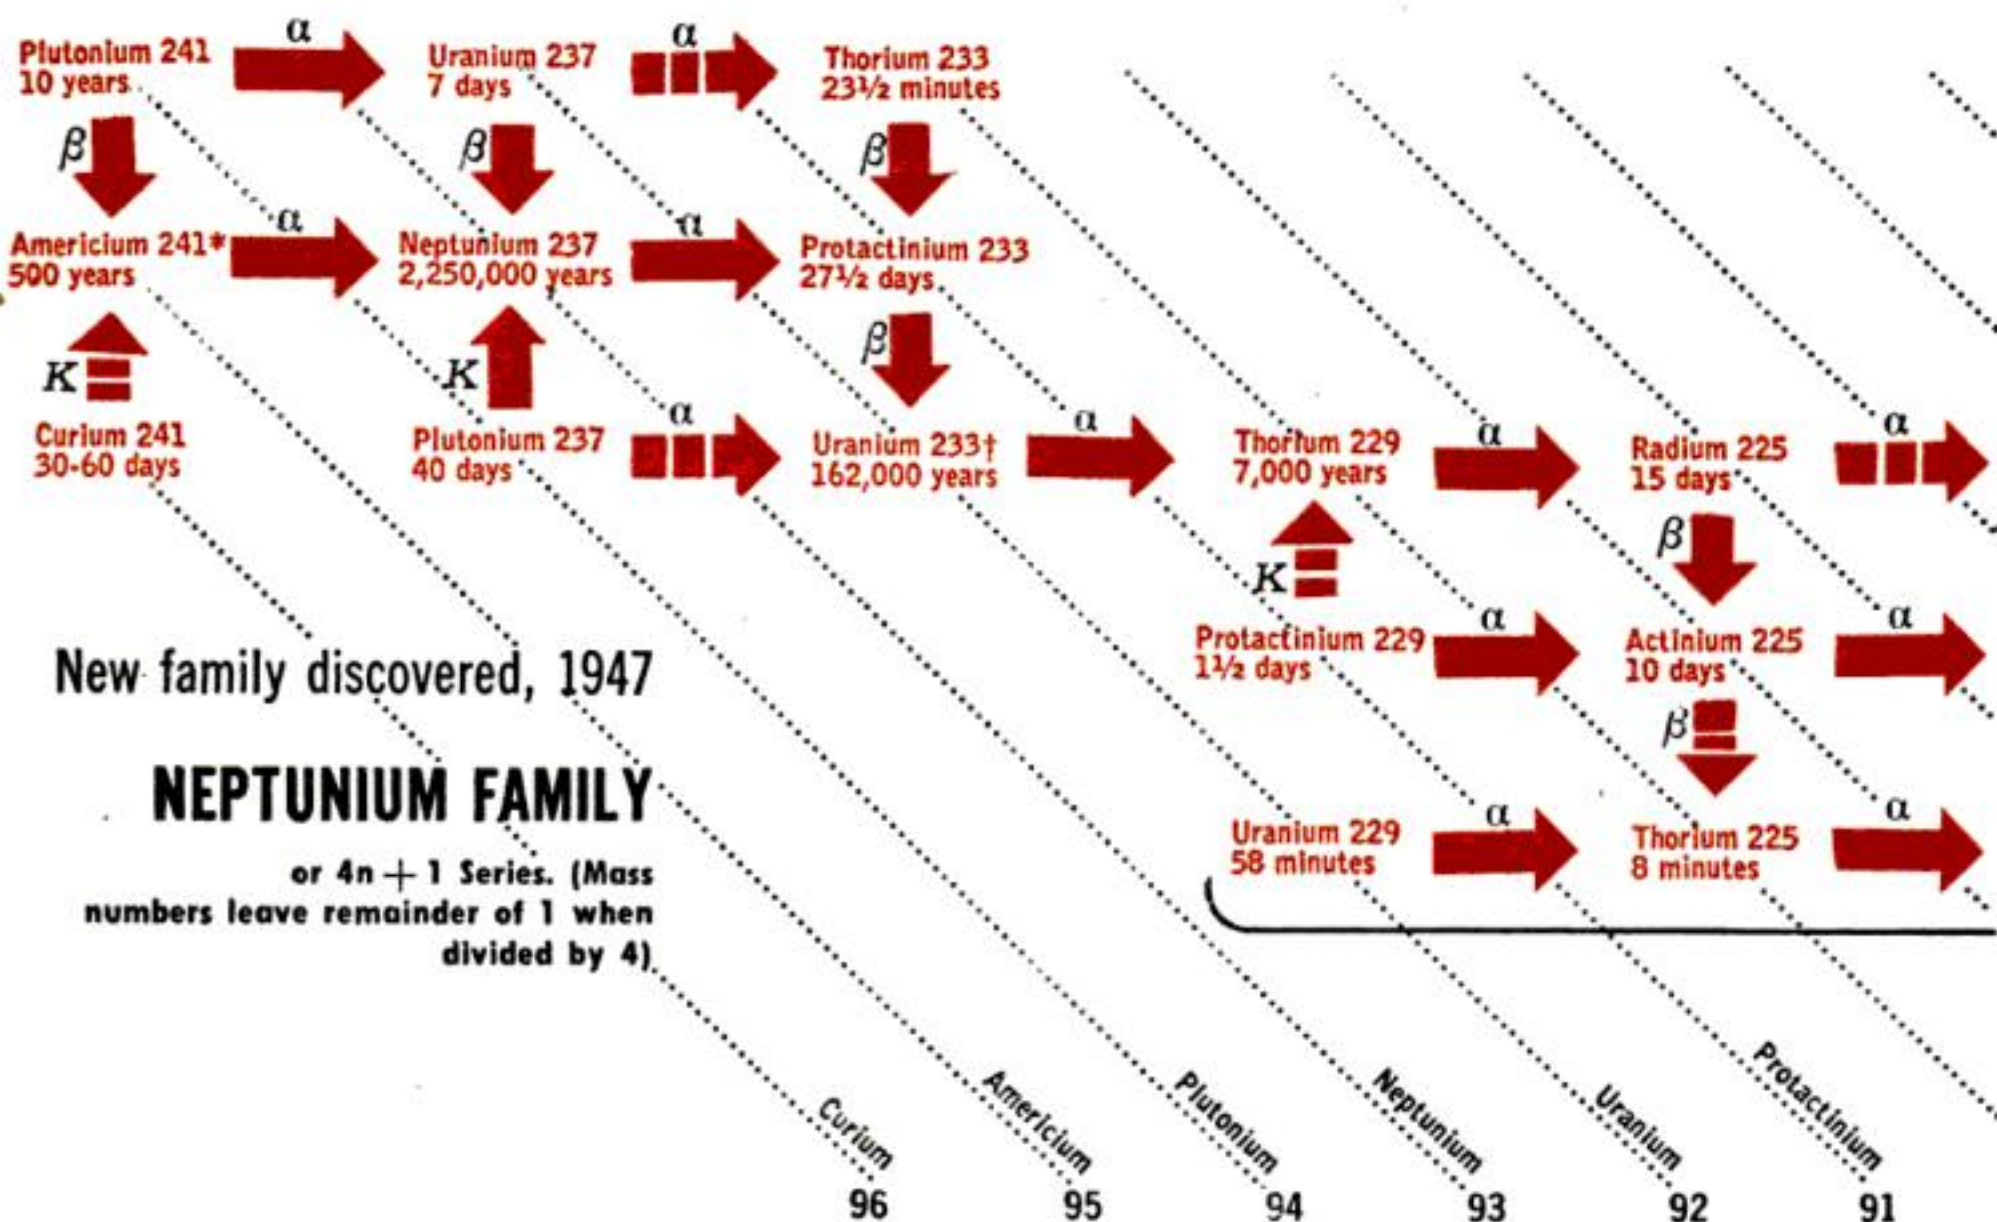 α
α
Plutonium 241
10 years
Uranium 237
7 days
Thorium 233
23½ minutes
β
β
β
α
α
Americium 241*
500 years
Neptunium 237
2,250,000 years
Protactinium 233
27½ days
K
K
β
α
α
α
α
Curium 241
30-60 days
Plutonium 237
40 days
Uranium 233†
162,000 years
Thorium 229
7,000 years
Radium 225
15 days
K
β
α
α
Protactinium 229
1½ days
Actinium 225
10 days
β
New family discovered, 1947
NEPTUNIUM FAMILY
or 4n + 1 Series. (Mass
numbers leave remainder of 1 when
divided by 4)
α
α
Uranium 229
58 minutes
Thorium 225
8 minutes
Curium
Americium
Plutonium
Neptunium
Uranium
Protactinium
96
95
94
93
92
91